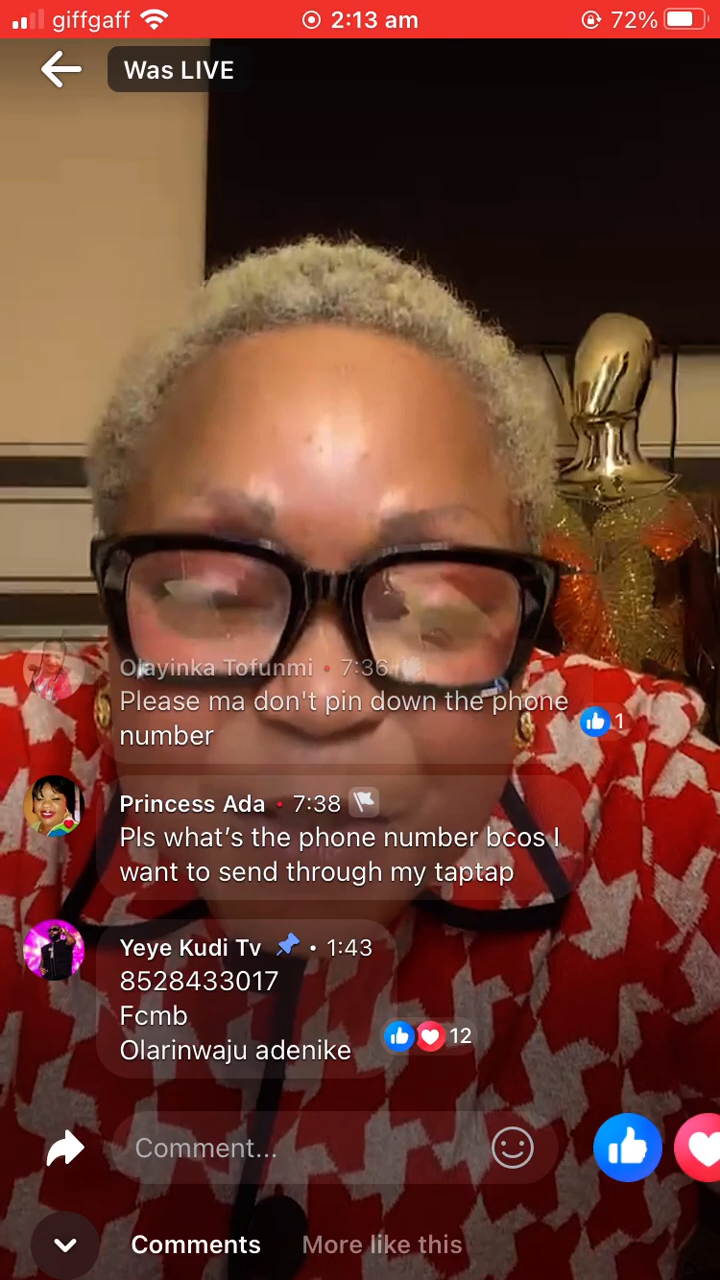 giffgaff
2:13 am
72%
Was LIVE
Olayinka Tofunmi • 7:36
Please ma don't pin down the phone
number
1
Princess Ada • 7:38
Pls what's the phone number bcos I
want to send through my taptap
Yeye Kudi Tv • 1:43
8528433017
Fcmb
Olarinwaju adenike
12
Comment...
Comments
More like this